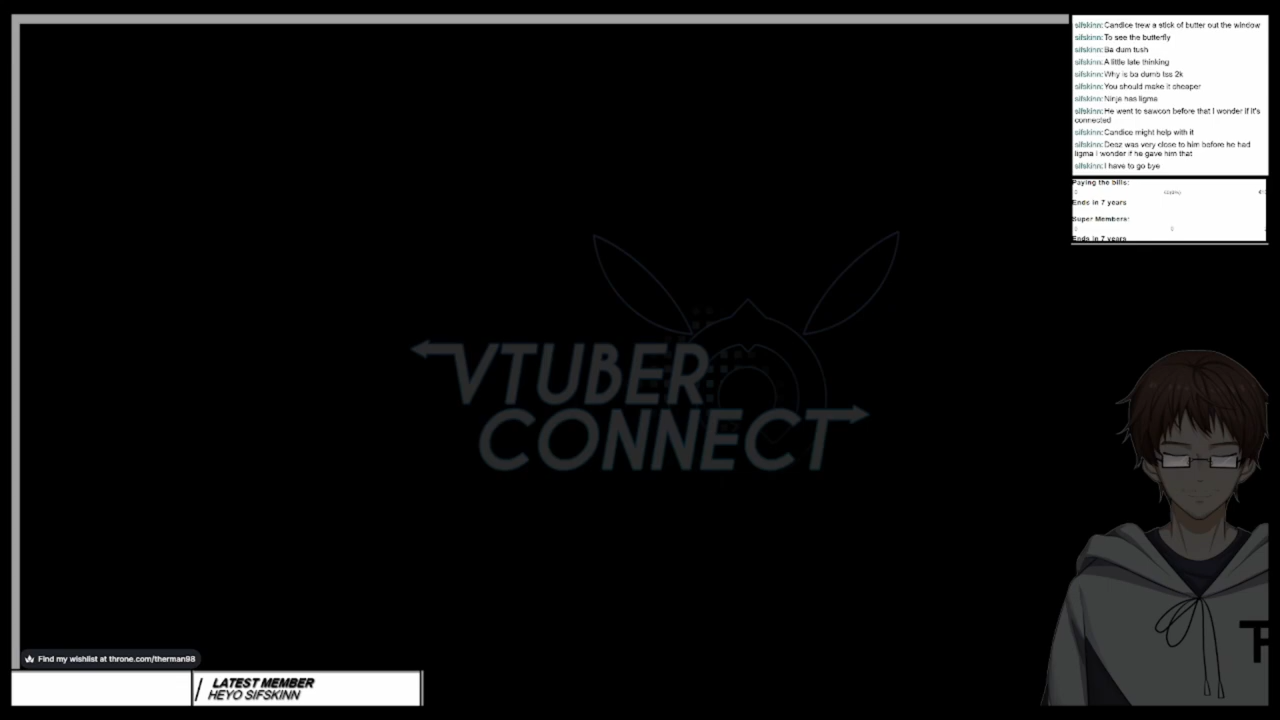 sifskinn: Candice trew a stick of butter out the window
sifskinn: To see the butterfly
sifskinn: Ba dum tush
sifskinn: A little late thinking
sifskinn: Why is ba dumb tss 2k
sifskinn: You should make it cheaper
sifskinn: Ninja has ligma
sifskinn: He went to sawcon before that I wonder if it's
connected
sifskinn: Candice might help with it
sifskinn: Deez was very close to him before he had
ligma I wonder if he gave him that
sifskinn: I have to go bye
Paying the bills:
Ends in 7 years
Super Members:
Ends in 7 years
VTUBER
CONNECT
Find my wishlist at throne.com/therman98
LATEST MEMBER
HEYO SIFSKINN